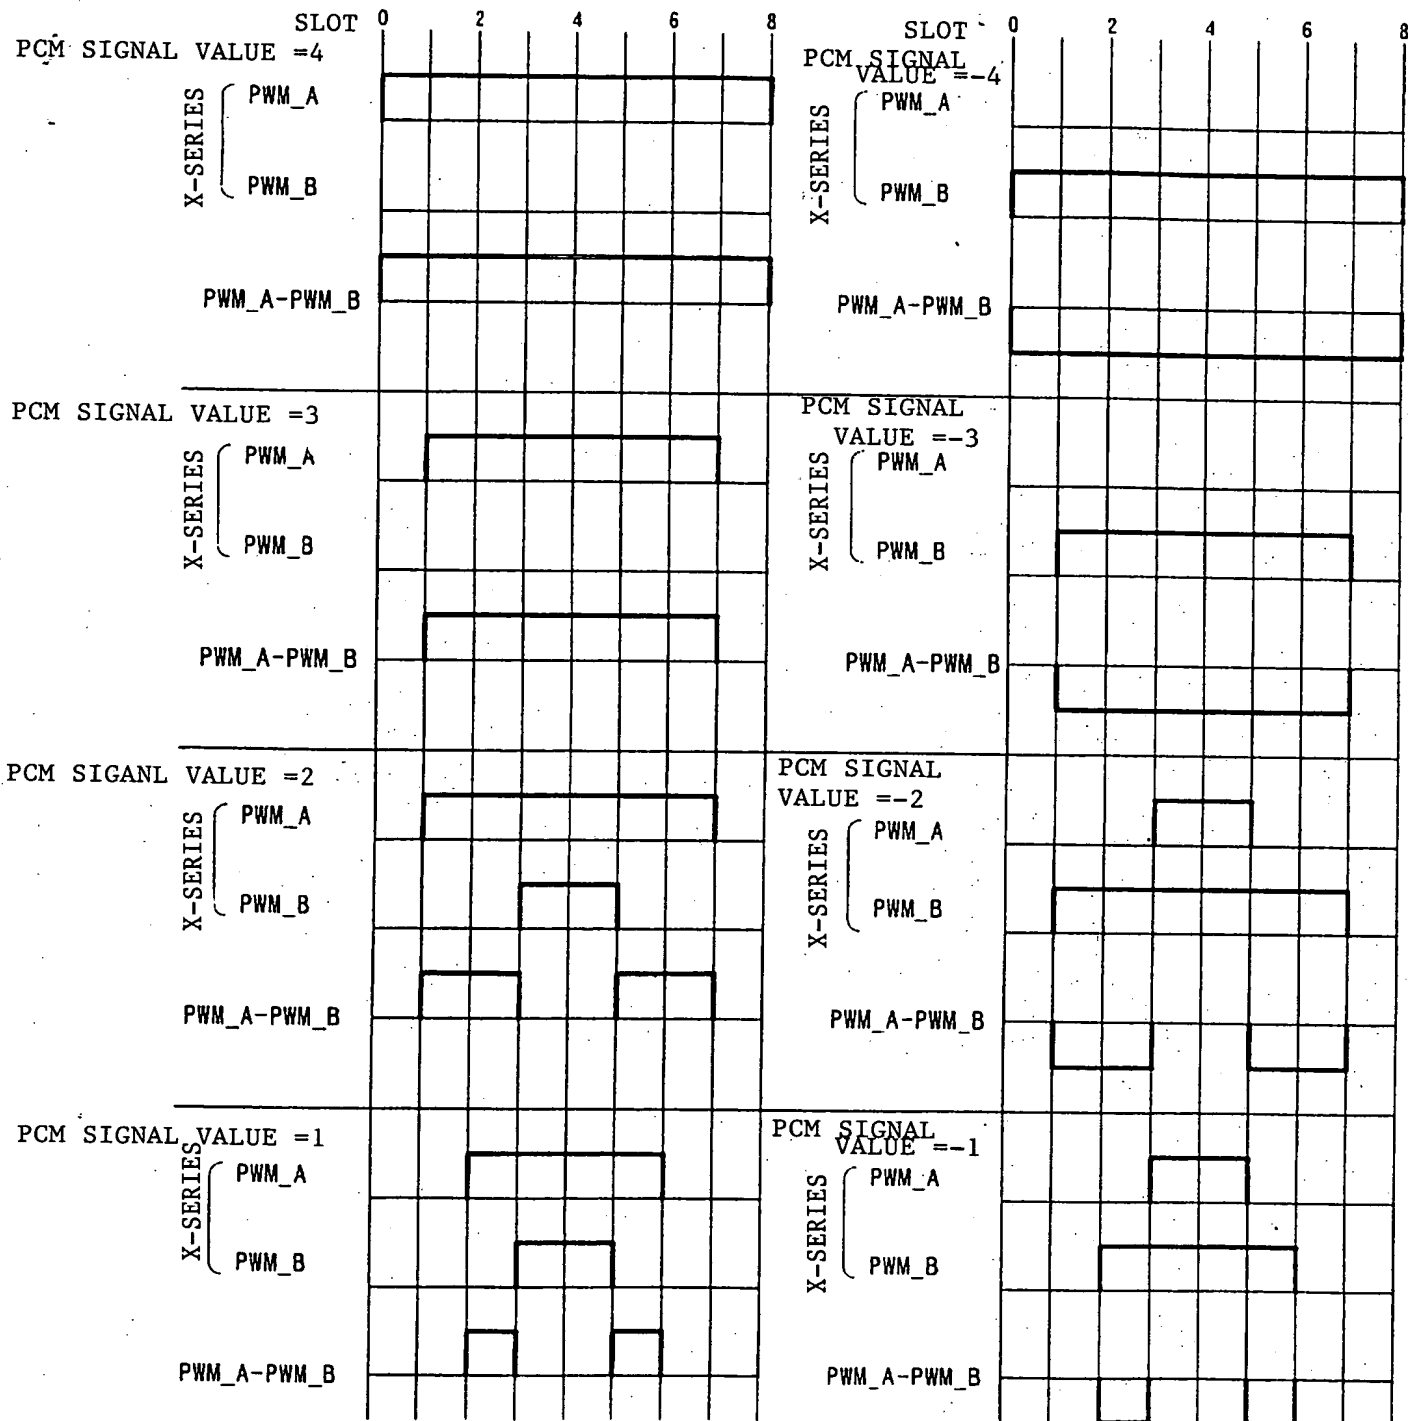 SLOT 0 2 4 6 8
PCM SIGNAL VALUE =4
X-SERIES
PWM_A
PWM_B
PWM_A-PWM_B
PCM SIGNAL VALUE =3
X-SERIES
PWM_A
PWM_B
PWM_A-PWM_B
PCM SIGANL VALUE =2
X-SERIES
PWM_A
PWM_B
PWM_A-PWM_B
PCM SIGNAL VALUE =1
X-SERIES
PWM_A
PWM_B
PWM_A-PWM_B
SLOT 0 2 4 6 8
PCM SIGNAL
VALUE =-4
X-SERIES
PWM_A
PWM_B
PWM_A-PWM_B
PCM SIGNAL
VALUE =-3
X-SERIES
PWM_A
PWM_B
PWM_A-PWM_B
PCM SIGNAL
VALUE =-2
X-SERIES
PWM_A
PWM_B
PWM_A-PWM_B
PCM SIGNAL
VALUE =-1
X-SERIES
PWM_A
PWM_B
PWM_A-PWM_B